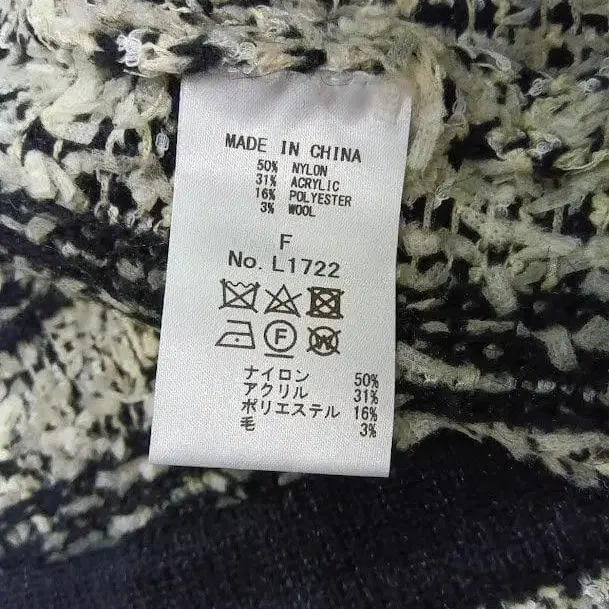 MADE IN CHINA
50% NYLON
31% ACRYLIC
16% POLYESTER
3% WOOL
F
No. L1722
F W
ナイロン 50%
アクリル 31%
ポリエステル 16%
毛 3%